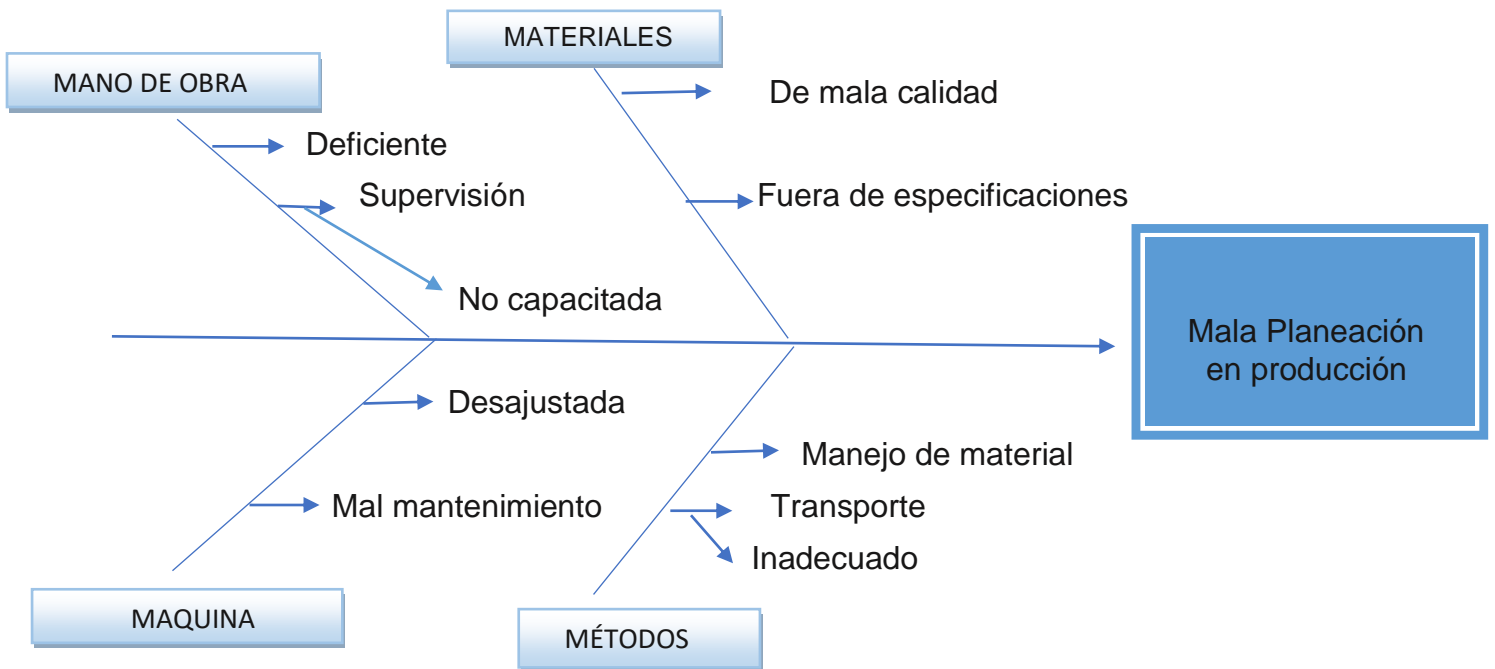 MATERIALES
MANO DE OBRA
De mala calidad
Deficiente
Supervisión
Fuera de especificaciones
No capacitada
Mala Planeación
en producción
Desajustada
Manejo de material
Mal mantenimiento
Transporte
Inadecuado
MAQUINA
MÉTODOS